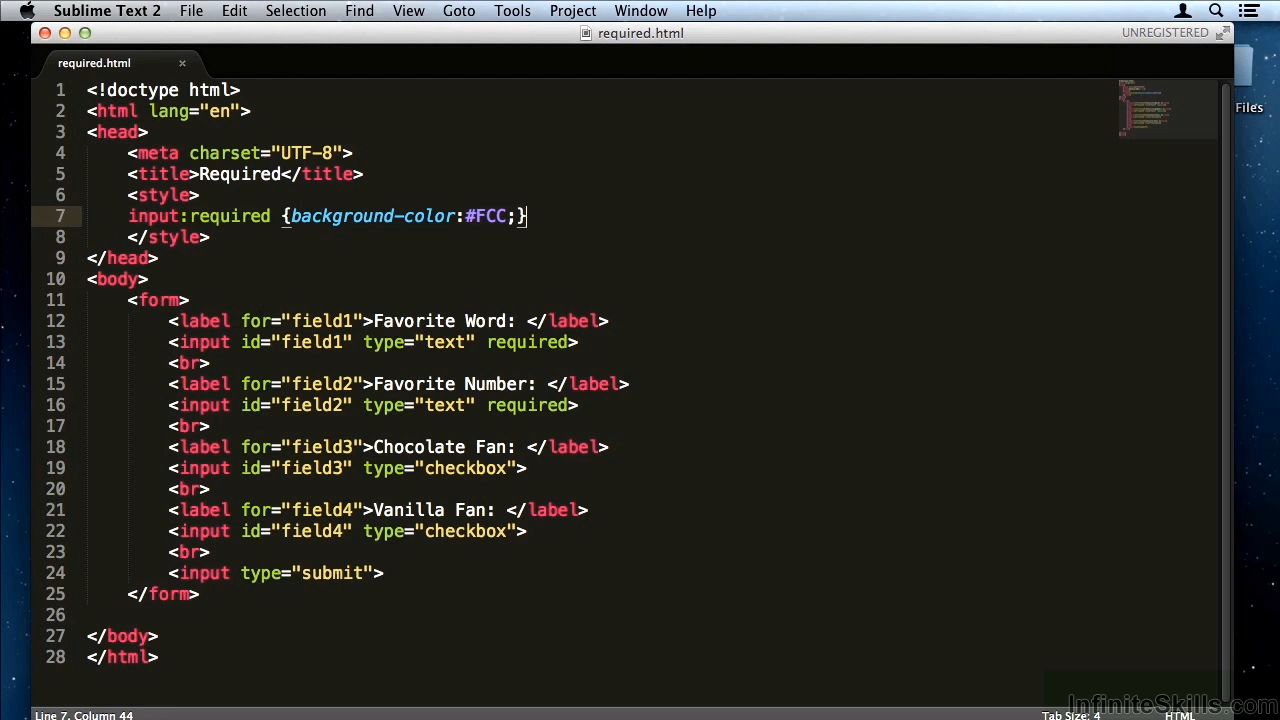 Sublime Text 2 File Edit Selection Find View Goto Tools Project Window Help
required.html UNREGISTERED
required.html ×
Files
1 <!doctype html>
2 <html lang="en">
3 <head>
4 <meta charset="UTF-8">
5 <title>Required</title>
6 <style>
7 input:required {background-color:#FCC;}
8 </style>
9 </head>
10 <body>
11 <form>
12 <label for="field1">Favorite Word: </label>
13 <input id="field1" type="text" required>
14 <br>
15 <label for="field2">Favorite Number: </label>
16 <input id="field2" type="text" required>
17 <br>
18 <label for="field3">Chocolate Fan: </label>
19 <input id="field3" type="checkbox">
20 <br>
21 <label for="field4">Vanilla Fan: </label>
22 <input id="field4" type="checkbox">
23 <br>
24 <input type="submit">
25 </form>
26
27 </body>
28 </html>
InfiniteSkills.com
Line 7, Column 44 Tab Size: 4 HTML